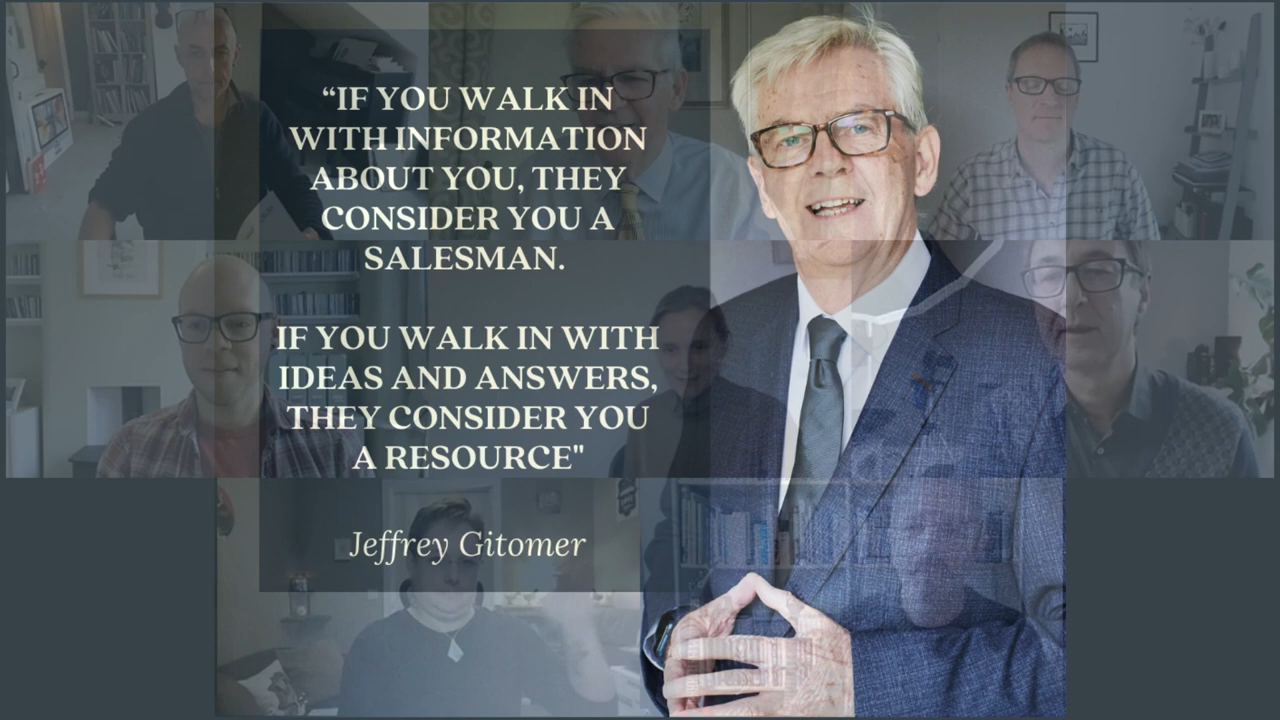 “IF YOU WALK IN
WITH INFORMATION
ABOUT YOU, THEY
CONSIDER YOU A
SALESMAN.
IF YOU WALK IN WITH
IDEAS AND ANSWERS,
THEY CONSIDER YOU
A RESOURCE"
Jeffrey Gitomer